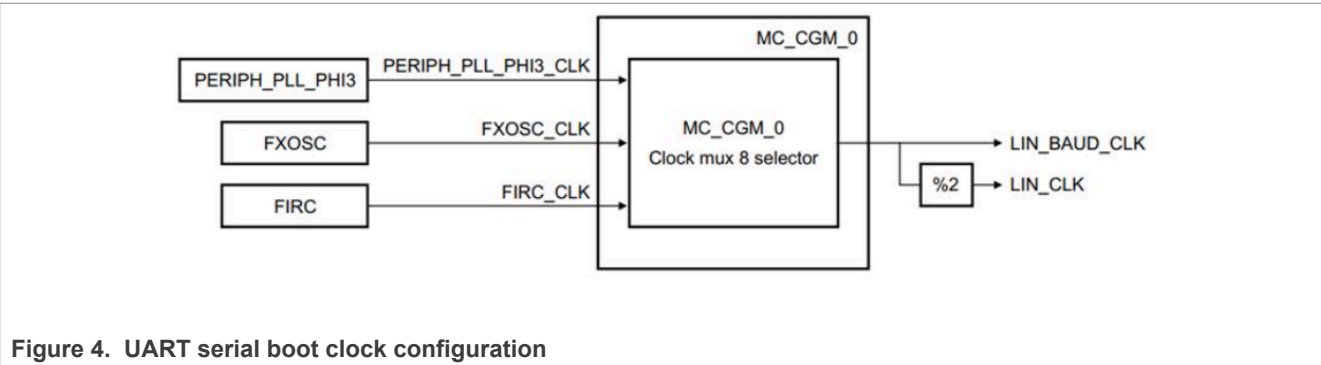 MC_CGM_0
PERIPH_PLL_PHI3
PERIPH_PLL_PHI3_CLK
FXOSC
FXOSC_CLK
FIRC
FIRC_CLK
MC_CGM_0
Clock mux 8 selector
LIN_BAUD_CLK
%2
LIN_CLK
Figure 4. UART serial boot clock configuration